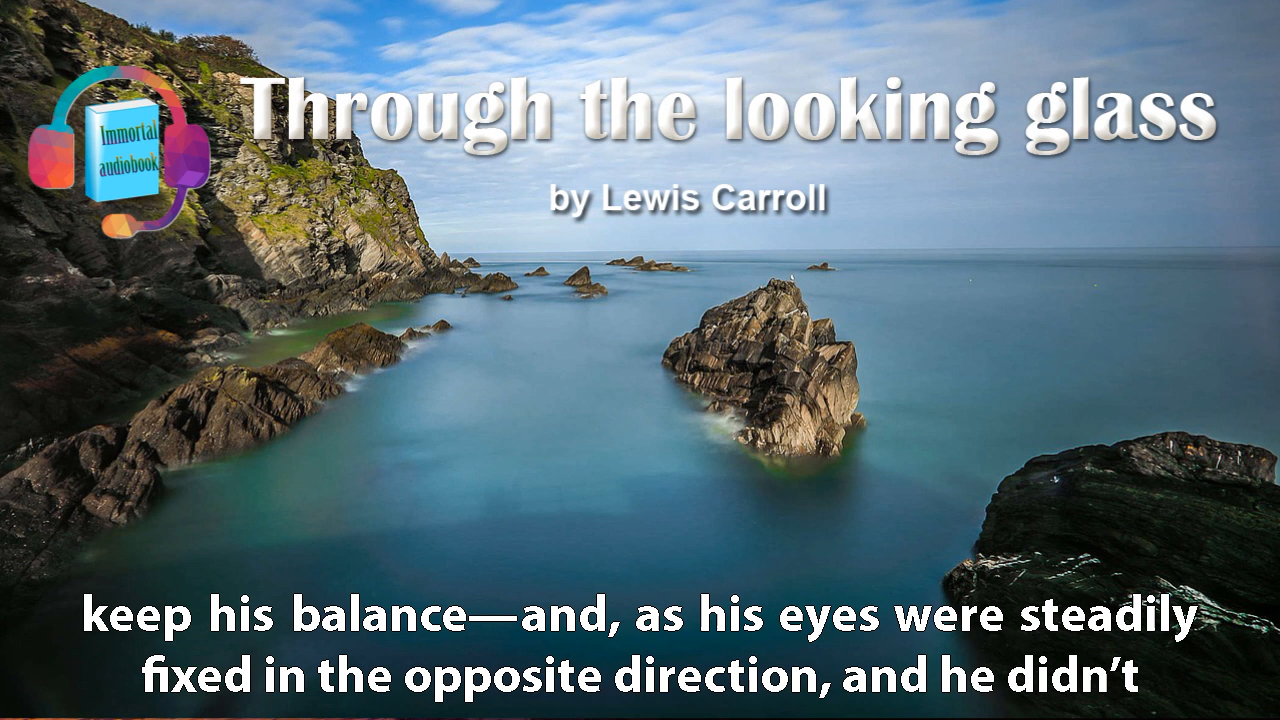 Through the looking glass
Immortal
audiobook
by Lewis Carroll
keep his balance—and, as his eyes were steadily
fixed in the opposite direction, and he didn’t